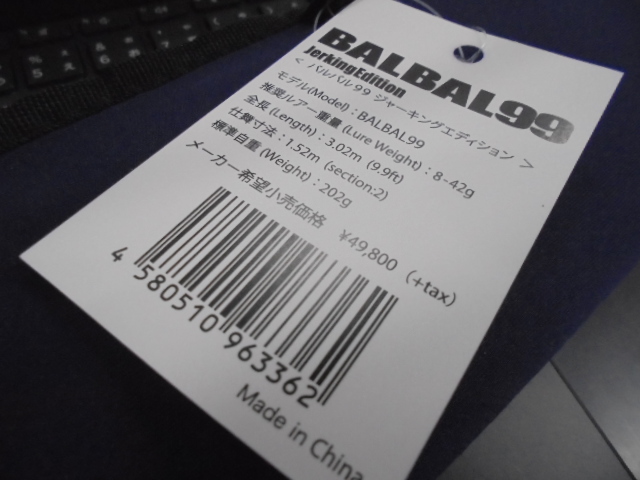 BALBAL99
JerkingEdition
< バルバル99 ジャーキングエディション >
モデル(Model)：BALBAL99
推奨ルアー重量 (Lure Weight)：8-42g
全長 (Length)：3.02m (9.9ft)
仕舞寸法：1.52m (section:2)
標準自重 (Weight)：202g
メーカー希望小売価格 ¥49,800 (+tax)
4 580510 963362
Made in China